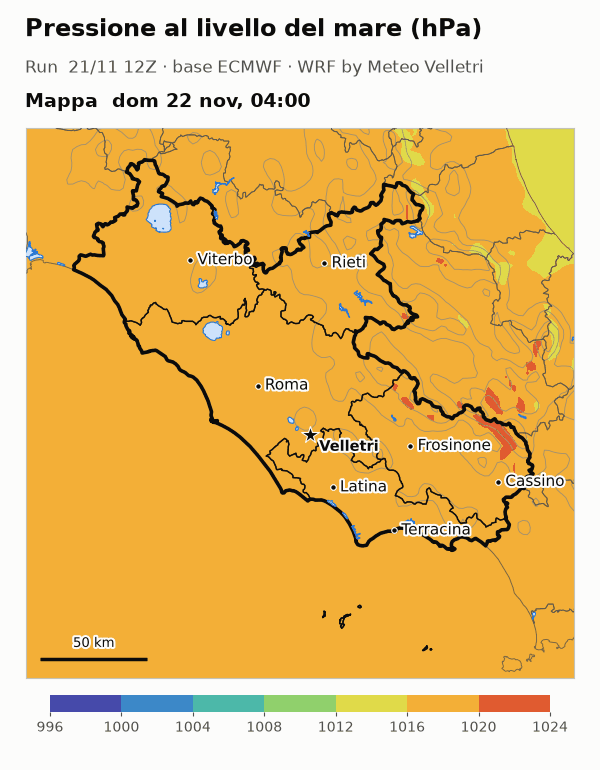 Pressione al livello del mare (hPa)
Run  21/11 12Z · base ECMWF · WRF by Meteo Velletri
Mappa  dom 22 nov, 04:00
Viterbo
Rieti
Roma
Velletri
Frosinone
Cassino
Latina
Terracina
50 km
996 1000 1004 1008 1012 1016 1020 1024